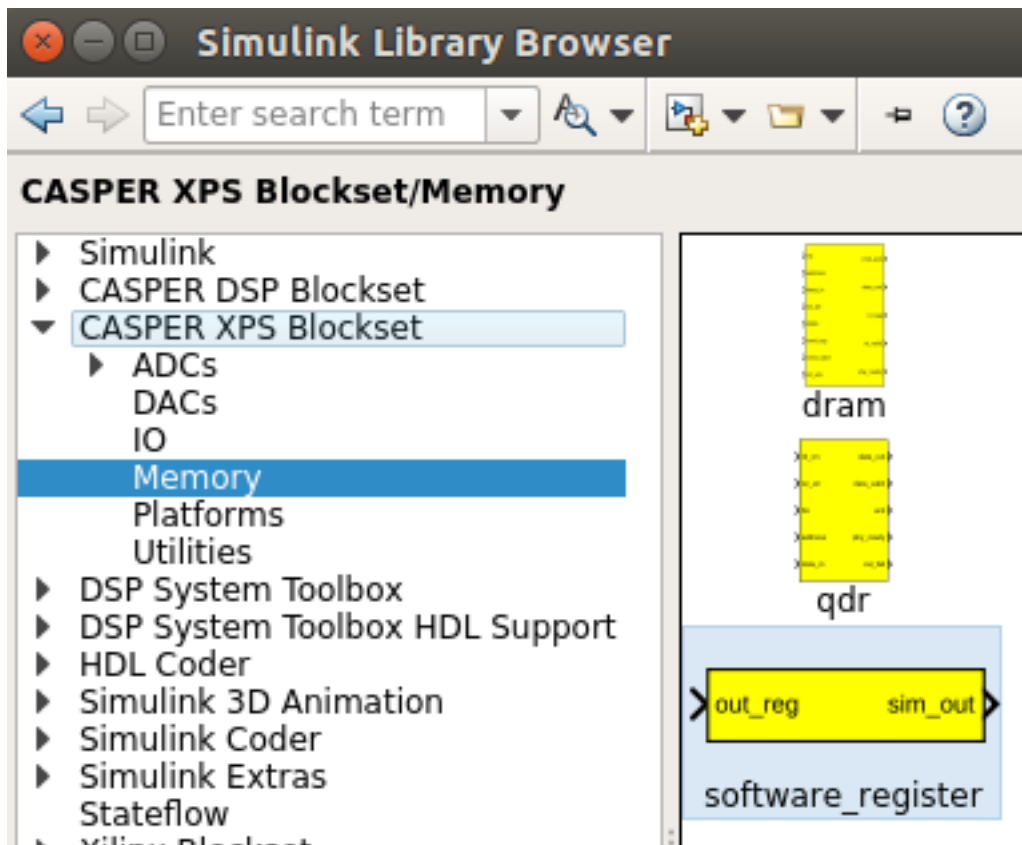 Simulink Library Browser
Enter search term
CASPER XPS Blockset/Memory
Simulink
CASPER DSP Blockset
CASPER XPS Blockset
ADCs
DACs
IO
Memory
Platforms
Utilities
DSP System Toolbox
DSP System Toolbox HDL Support
HDL Coder
Simulink 3D Animation
Simulink Coder
Simulink Extras
Stateflow
dram
qdr
out_reg sim_out
software_register